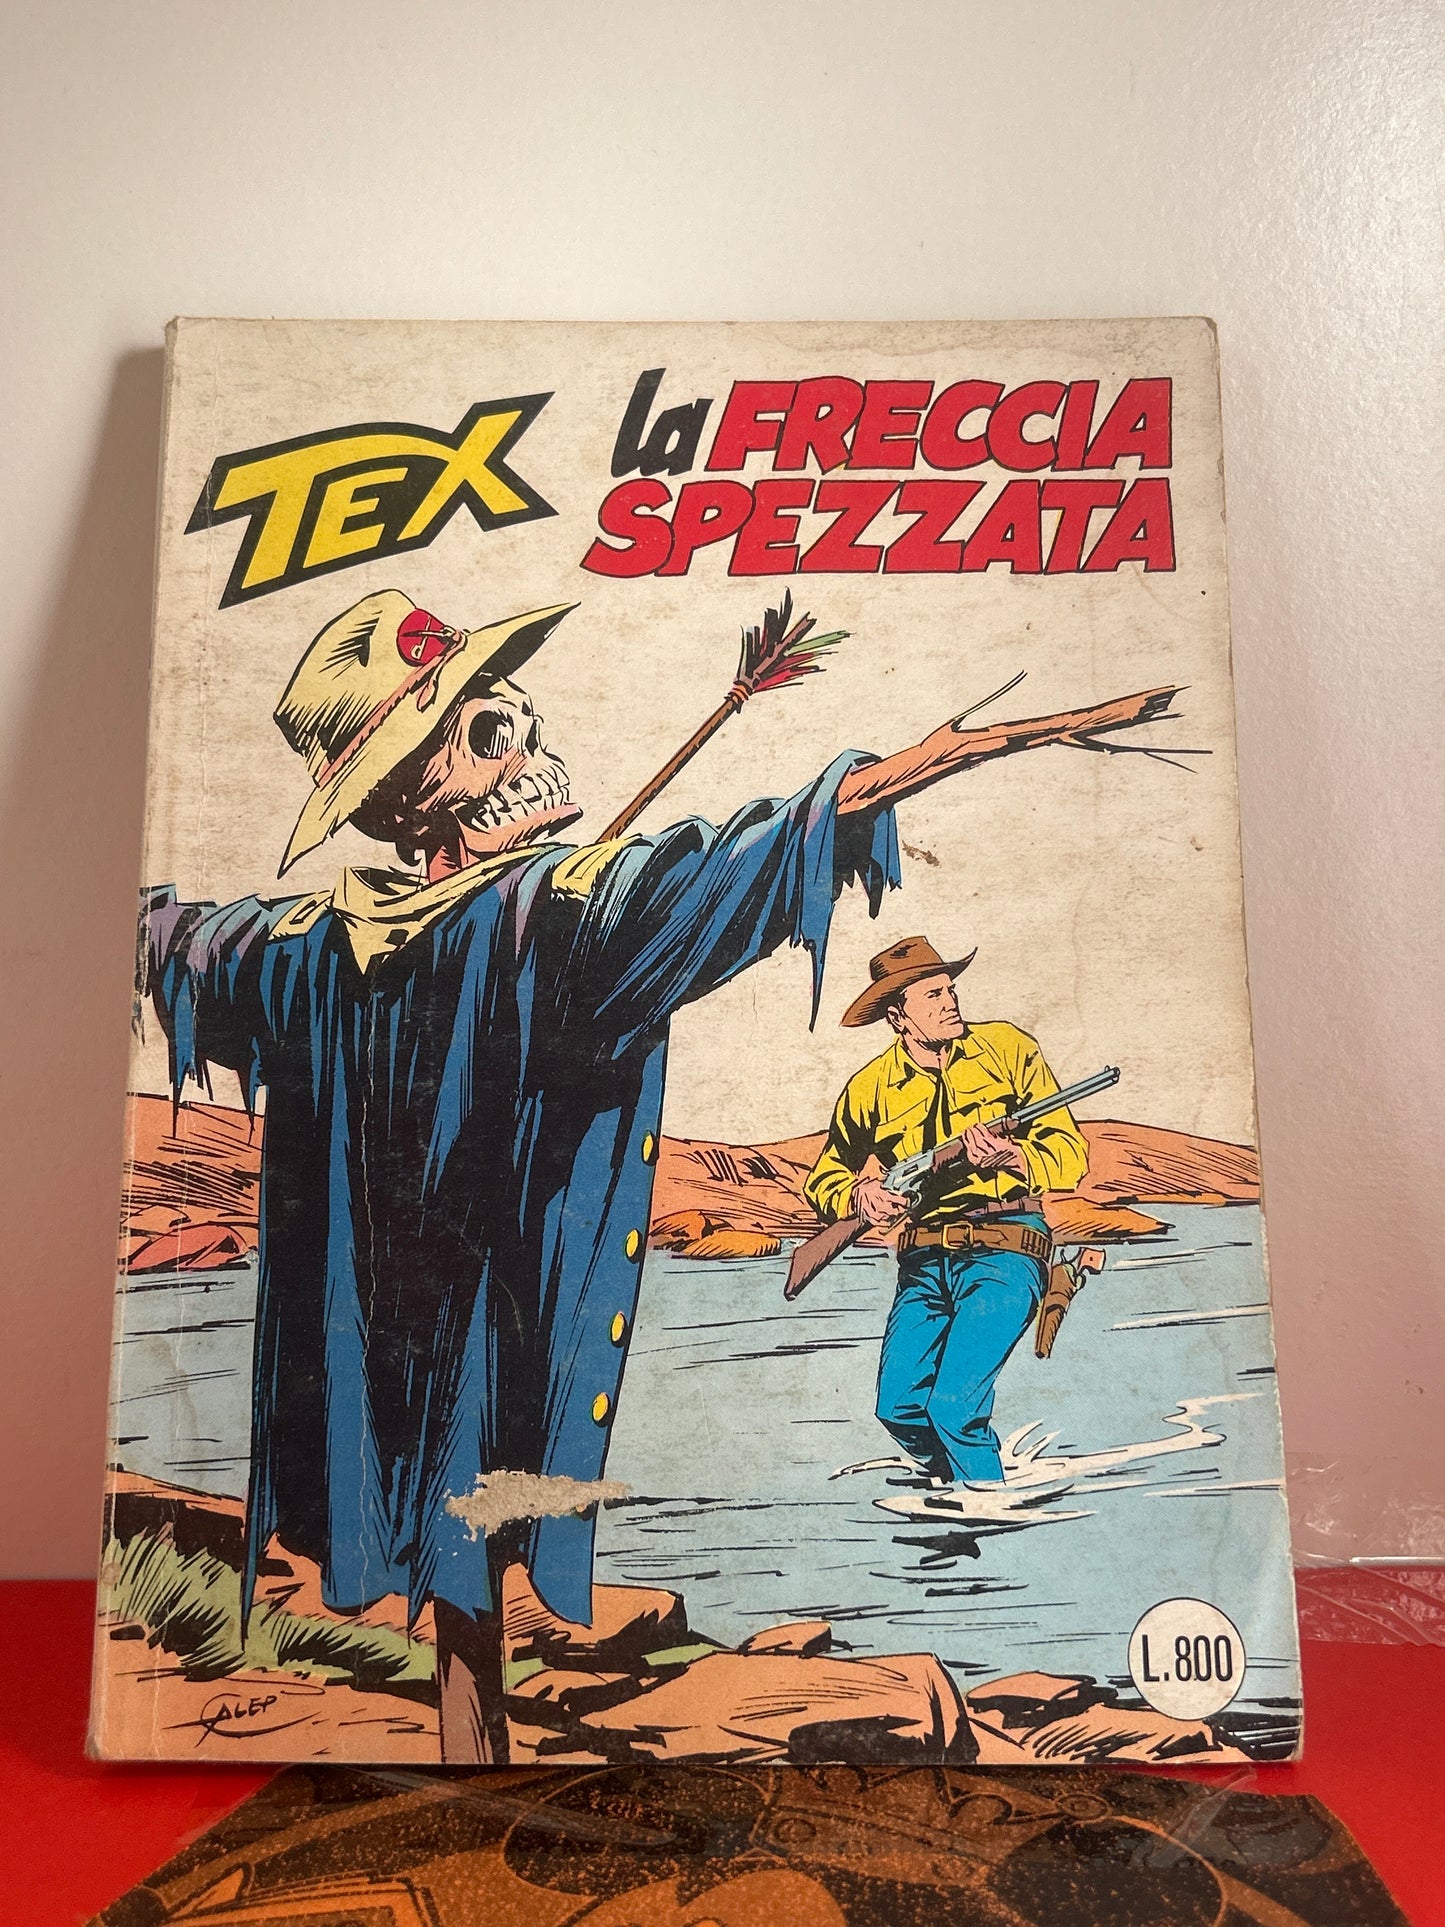 TEX
la FRECCIA
SPEZZATA
L.800
GALEP